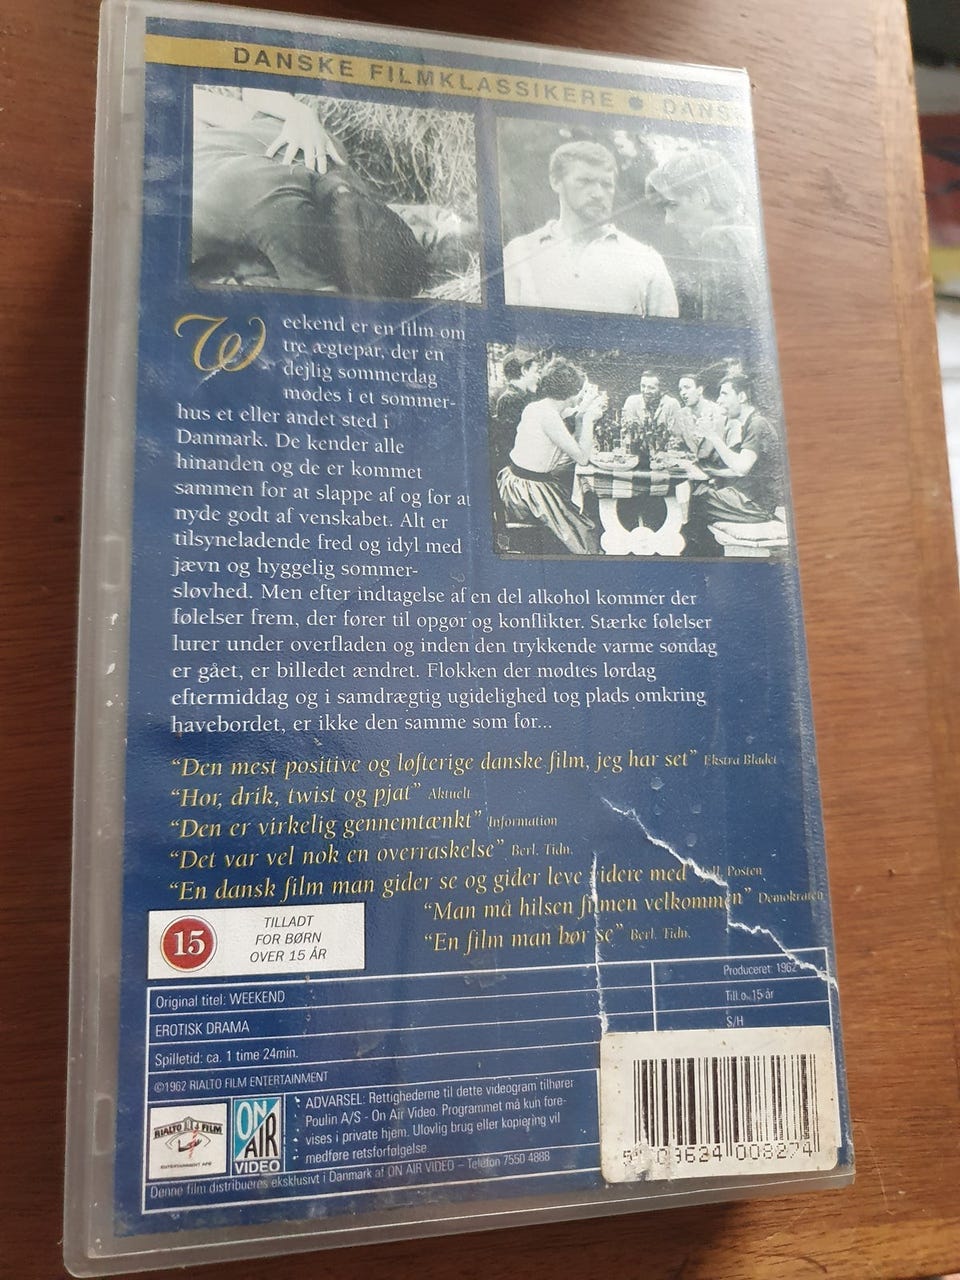 DANSKE FILMKLASSIKERE DANS
Weekend er en film om
tre ægtepar, der en
dejlig sommerdag
mødes i et sommer-
hus et eller andet sted i
Danmark. De kender alle
hinanden og de er kommet
sammen for at slappe af og for at
nyde godt af venskabet. Alt er
tilsyneladende fred og idyl med
jævn og hyggelig sommer-
sløvhed. Men efter indtagelse af en del alkohol kommer der
følelser frem, der fører til opgør og konflikter. Stærke følelser
lurer under overfladen og inden den trykkende varme søndag
er gået, er billedet ændret. Flokken der mødtes lørdag
eftermiddag og i samdrægtig ugidelighed tog plads omkring
havebordet, er ikke den samme som før...
"Den mest positive og løfterige danske film, jeg har set" Ekstra Bladet
"Hor, drik, twist og pjat" Aktuelt
"Den er virkelig gennemtænkt" Information
"Det var vel nok en overraskelse" Berl. Tidn.
"En dansk film man gider se og gider leve videre med" Posten
"Man må hilsen filmen velkommen" Demokraten
"En film man bør se" Berl. Tidn.
15
TILLADT
FOR BØRN
OVER 15 ÅR
Original titel: WEEKEND
Produceret: 1962
EROTISK DRAMA
Till. o. 15 år
Spilletid: ca. 1 time 24min.
S/H
©1962 RIALTO FILM ENTERTAINMENT
RIALTO FILM
ENTERTAINMENT APS
ON
AIR
VIDEO
ADVARSEL: Rettighederne til dette videogram tilhører
Poulin A/S - On Air Video. Programmet må kun fore-
vises i private hjem. Ulovlig brug eller kopiering vil
medføre retsforfølgelse
Denne film distribueres eksklusivt i Danmark af ON AIR VIDEO – Telefon 7550 4888
5 709624 008274